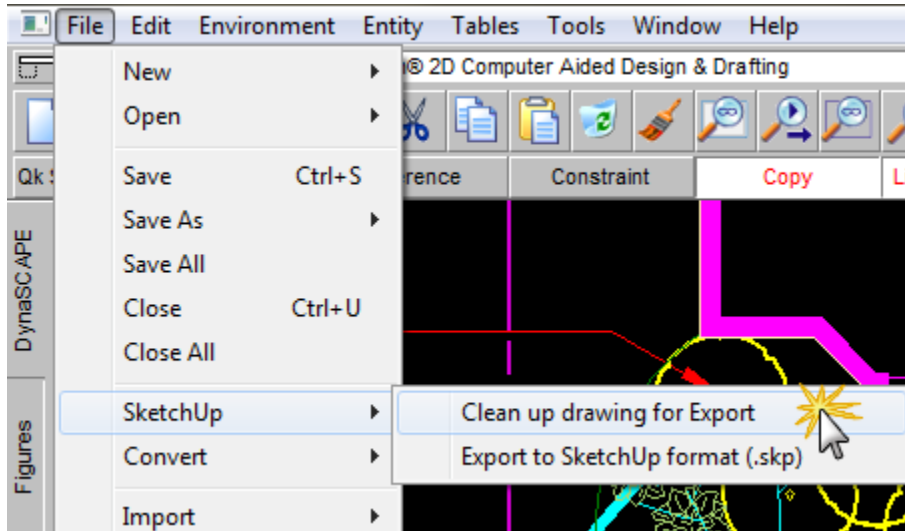 File Edit Environment Entity Tables Tools Window Help
® 2D Computer Aided Design & Drafting
New
Open
Qk
Constraint
Copy
Save Ctrl+S
Save As
Save All
Close Ctrl+U
Close All
SketchUp
Clean up drawing for Export
Convert
Export to SketchUp format (.skp)
Import
DynaSCAPE
Figures